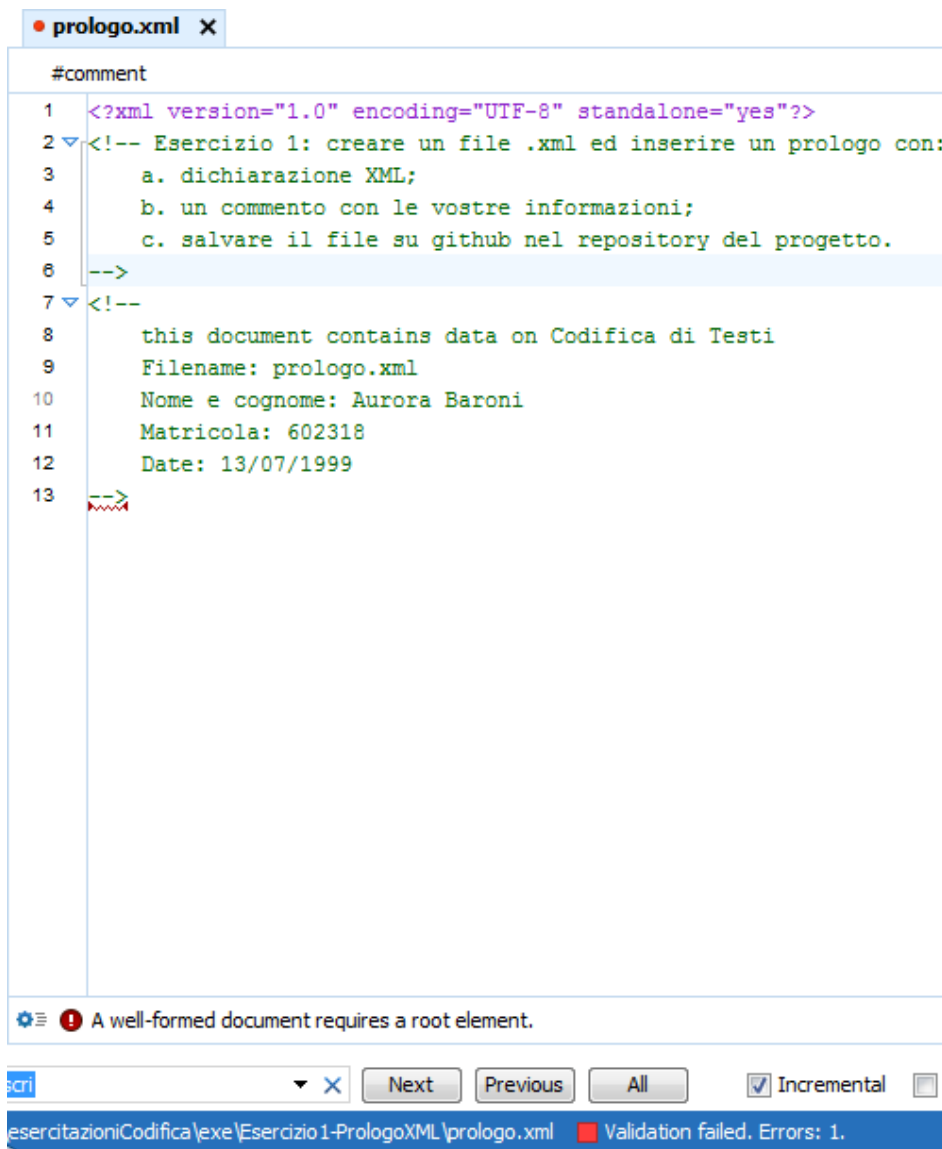 prologo.xml X
#comment
1 <?xml version="1.0" encoding="UTF-8" standalone="yes"?>
2 <!-- Esercizio 1: creare un file .xml ed inserire un prologo con:
3 a. dichiarazione XML;
4 b. un commento con le vostre informazioni;
5 c. salvare il file su github nel repository del progetto.
6 -->
7 <!--
8 this document contains data on Codifica di Testi
9 Filename: prologo.xml
10 Nome e cognome: Aurora Baroni
11 Matricola: 602318
12 Date: 13/07/1999
13 -->
A well-formed document requires a root element.
scri Next Previous All Incremental
esercitazioniCodifica\exe\Esercizio1-PrologoXML\prologo.xml Validation failed. Errors: 1.